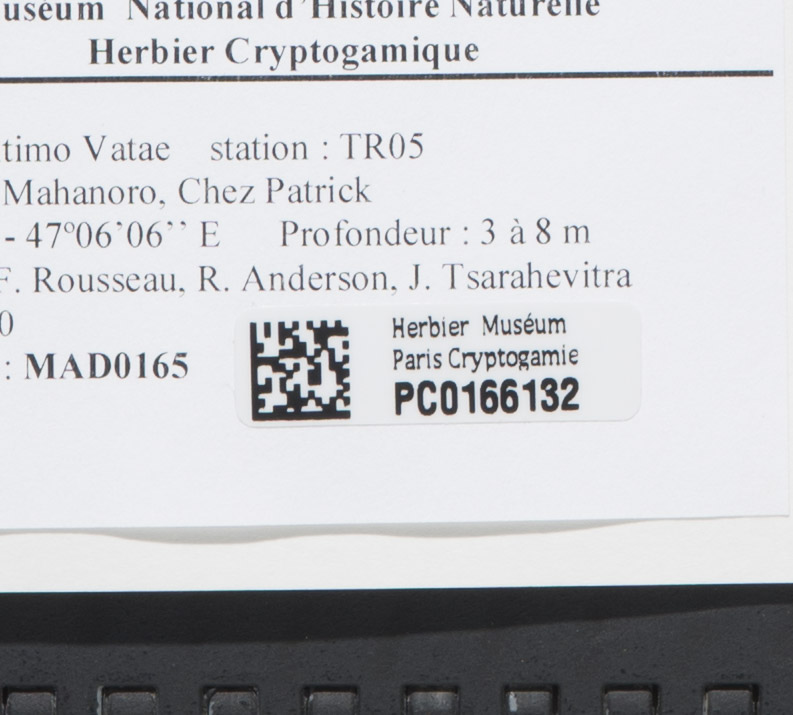 uséum National d'Histoire Naturelle
Herbier Cryptogamique
timo Vatae station : TR05
Mahanoro, Chez Patrick
- 47°06'06'' E Profondeur : 3 à 8 m
F. Rousseau, R. Anderson, J. Tsarahevitra
0
: MAD0165
Herbier Muséum
Paris Cryptogamie
PC0166132